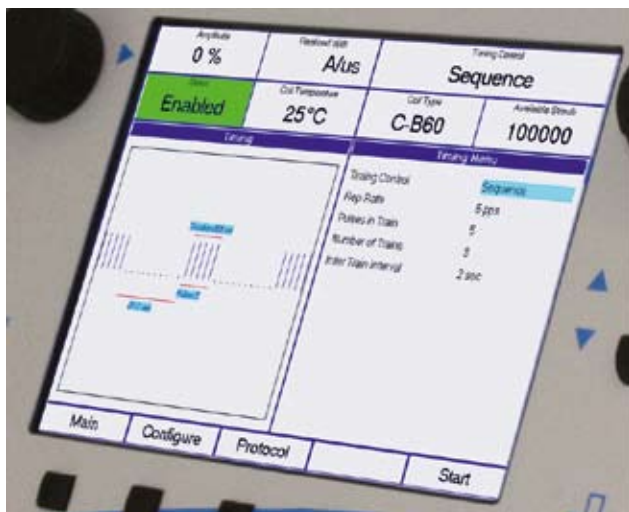 Amplitude
0 %
Realized di/dt
A/us
Timing Control
Sequence
Status
Enabled
Coil Temperature
25°C
Coil Type
C-B60
Available Stimuli
100000
Timing
Timing Menu
Timing Control Sequence
Rep Rate 5 pps
Pulses in Train 5
Number of Trains 3
Inter Train Interval 2 sec
Main
Configure
Protocol
Start